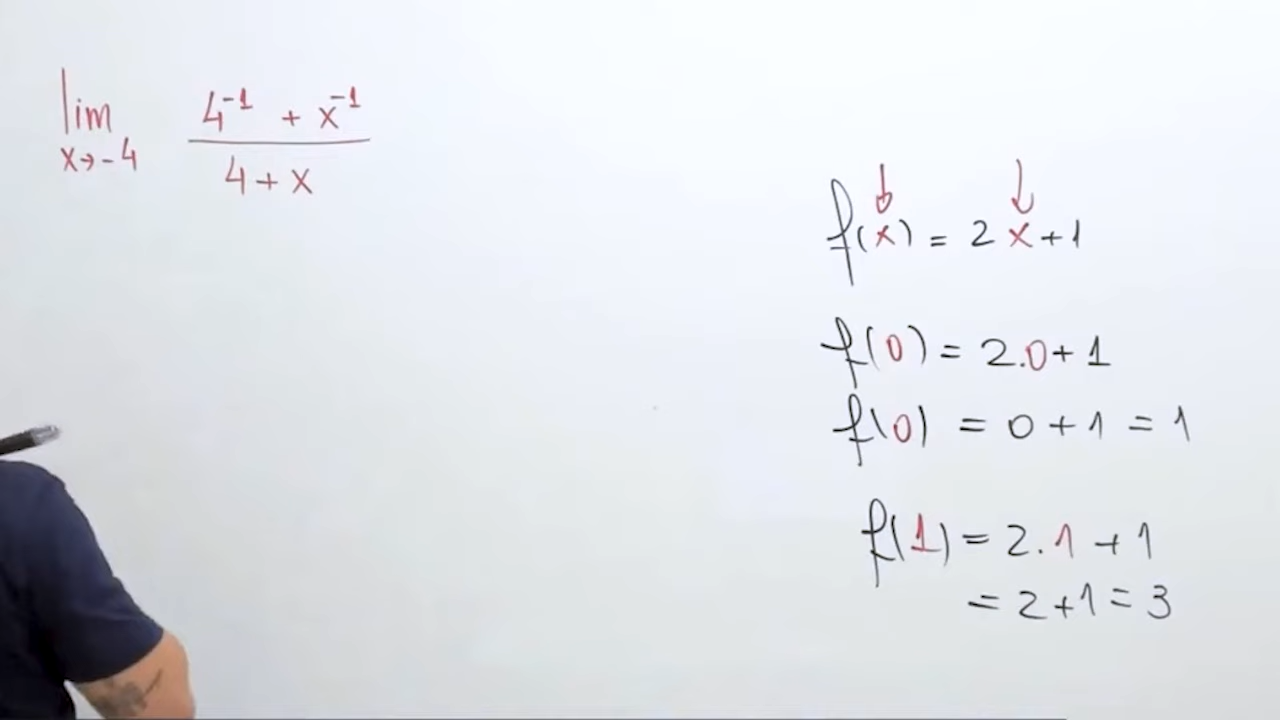 lim 4⁻¹ + x⁻¹
x→-4 4+x
f(x) = 2x+1
f(0) = 2.0+1
f(0) = 0+1 = 1
f(1) = 2.1+1
= 2+1 = 3